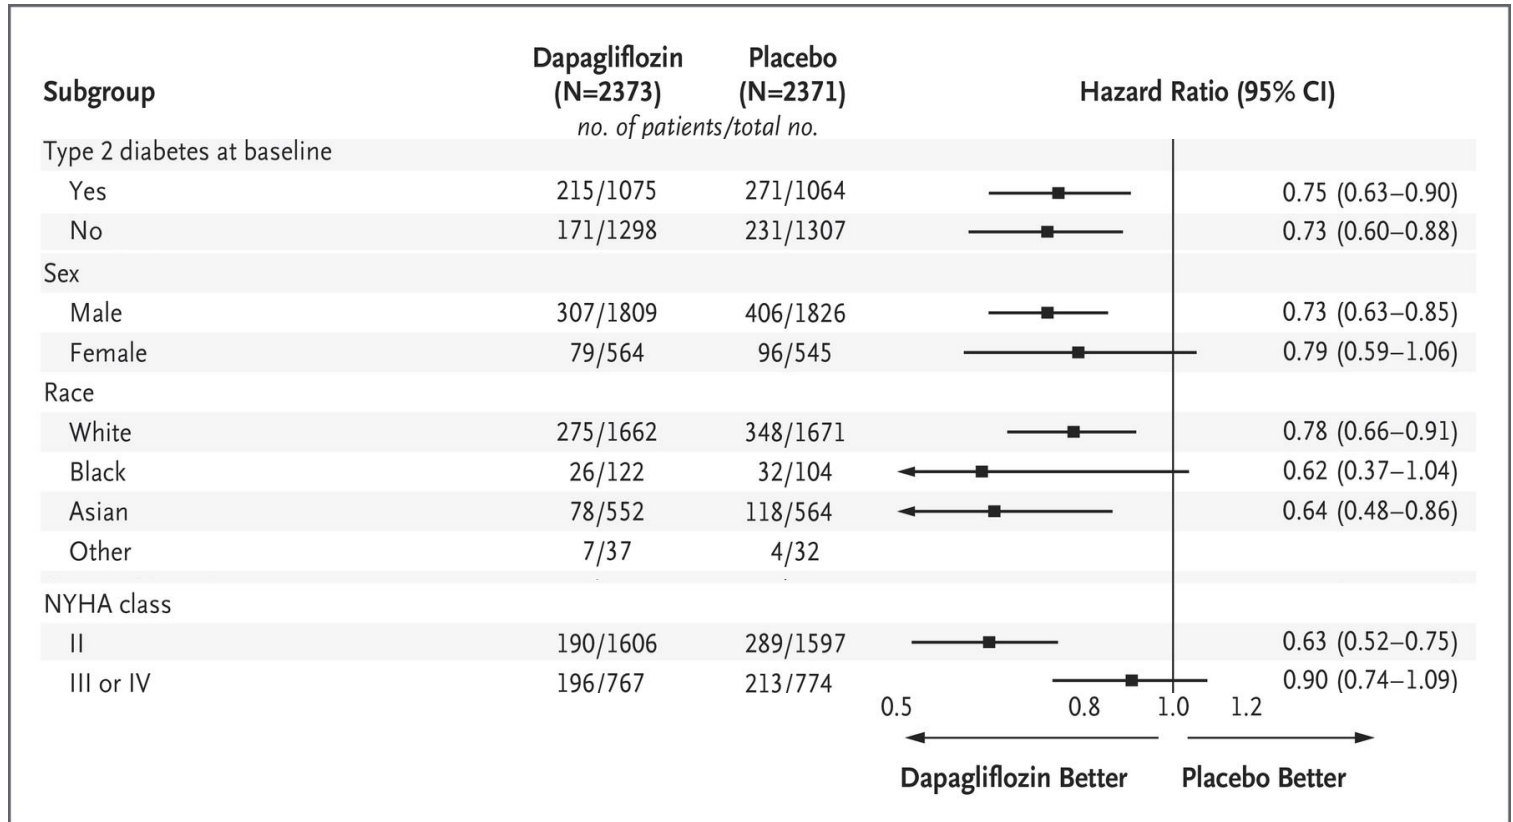 Subgroup Dapagliflozin (N=2373) Placebo (N=2371) Hazard Ratio (95% CI)
no. of patients/total no.
Type 2 diabetes at baseline
Yes 215/1075 271/1064 0.75 (0.63–0.90)
No 171/1298 231/1307 0.73 (0.60–0.88)
Sex
Male 307/1809 406/1826 0.73 (0.63–0.85)
Female 79/564 96/545 0.79 (0.59–1.06)
Race
White 275/1662 348/1671 0.78 (0.66–0.91)
Black 26/122 32/104 0.62 (0.37–1.04)
Asian 78/552 118/564 0.64 (0.48–0.86)
Other 7/37 4/32
NYHA class
II 190/1606 289/1597 0.63 (0.52–0.75)
III or IV 196/767 213/774 0.90 (0.74–1.09)
0.5 0.8 1.0 1.2
Dapagliflozin Better Placebo Better